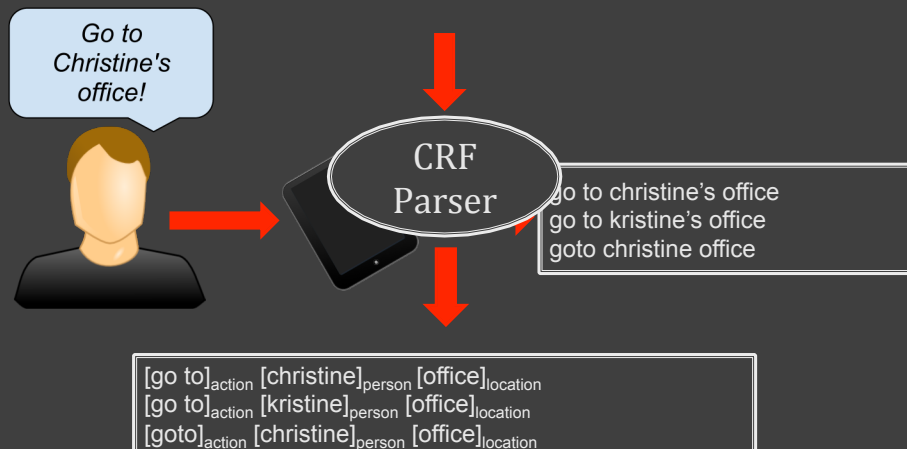 Go to
Christine's
office!
CRF
Parser
go to christine’s office
go to kristine’s office
goto christine office
[go to]action [christine]person [office]location
[go to]action [kristine]person [office]location
[goto]action [christine]person [office]location